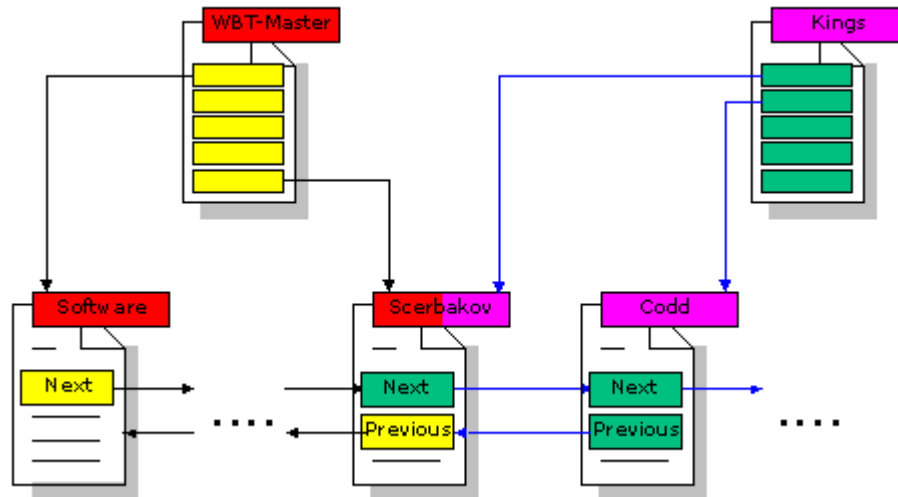 WBT-Master
Kings
Software
Scerbakov
Codd
Next
Next
Next
Previous
Previous